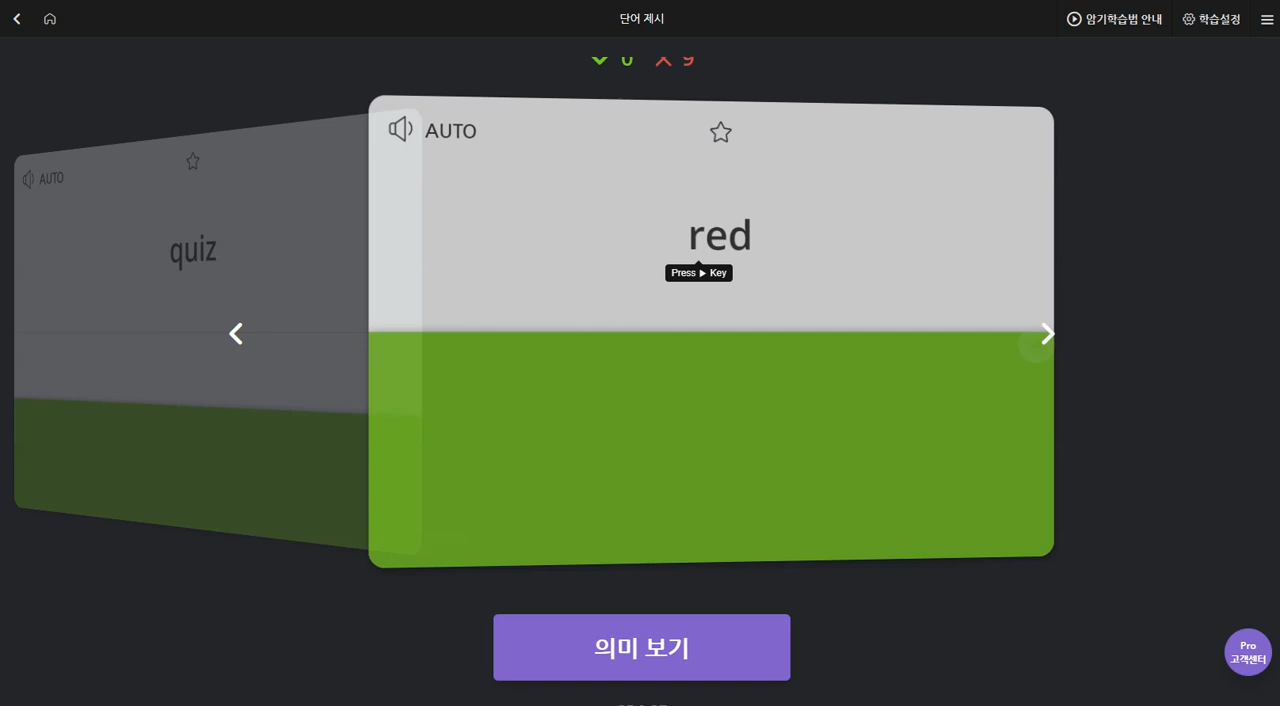 단어 제시
암기학습법 안내
학습설정
AUTO
quiz
AUTO
red
Press ▶ Key
의미 보기
Pro
고객센터